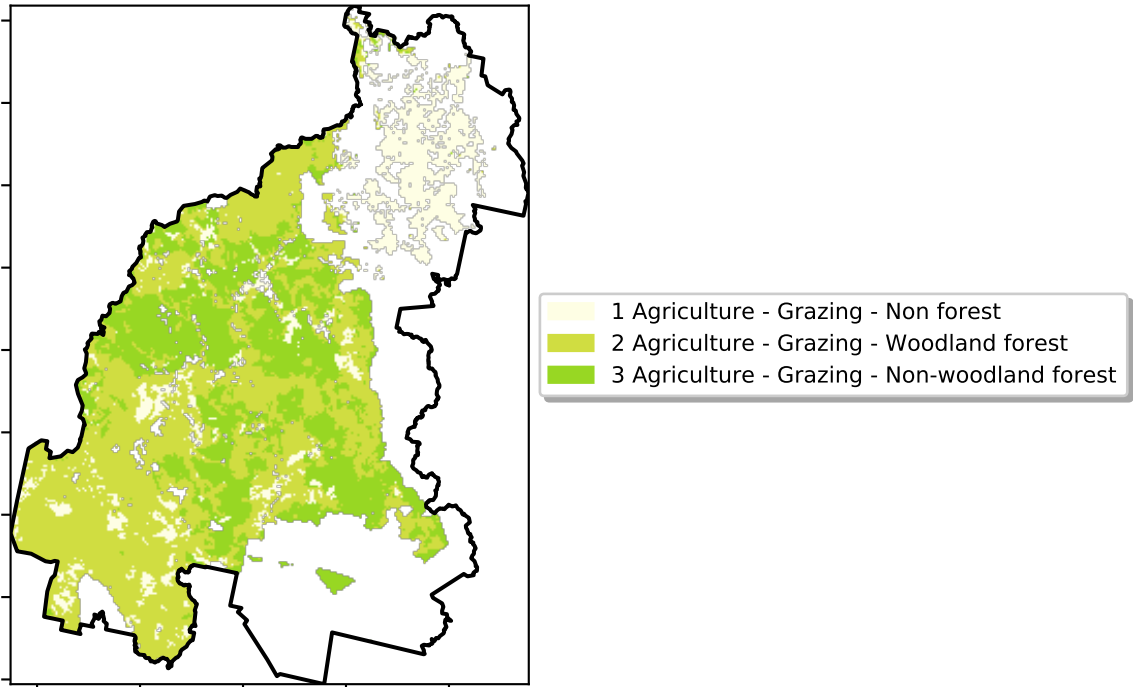 1 Agriculture - Grazing - Non forest
2 Agriculture - Grazing - Woodland forest
3 Agriculture - Grazing - Non-woodland forest